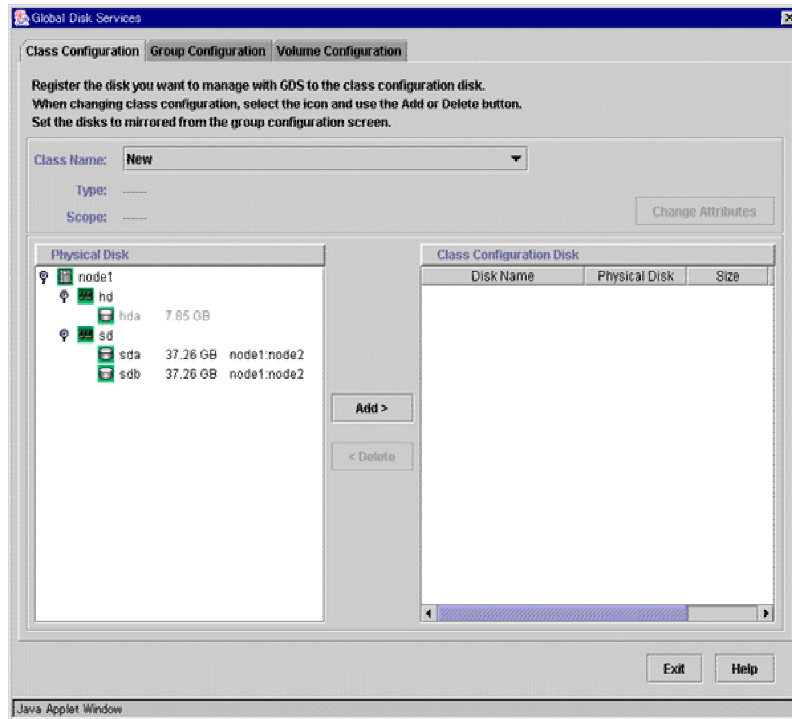 Global Disk Services
Class Configuration Group Configuration Volume Configuration
Register the disk you want to manage with GDS to the class configuration disk.
When changing class configuration, select the icon and use the Add or Delete button.
Set the disks to mirrored from the group configuration screen.
Class Name: New
Type: -----
Scope: -----
Change Attributes
Physical Disk
node1
hd
hda 7.85 GB
sd
sda 37.26 GB node1:node2
sdb 37.26 GB node1:node2
Add >
< Delete
Class Configuration Disk
Disk Name Physical Disk Size
Exit Help
Java Applet Window